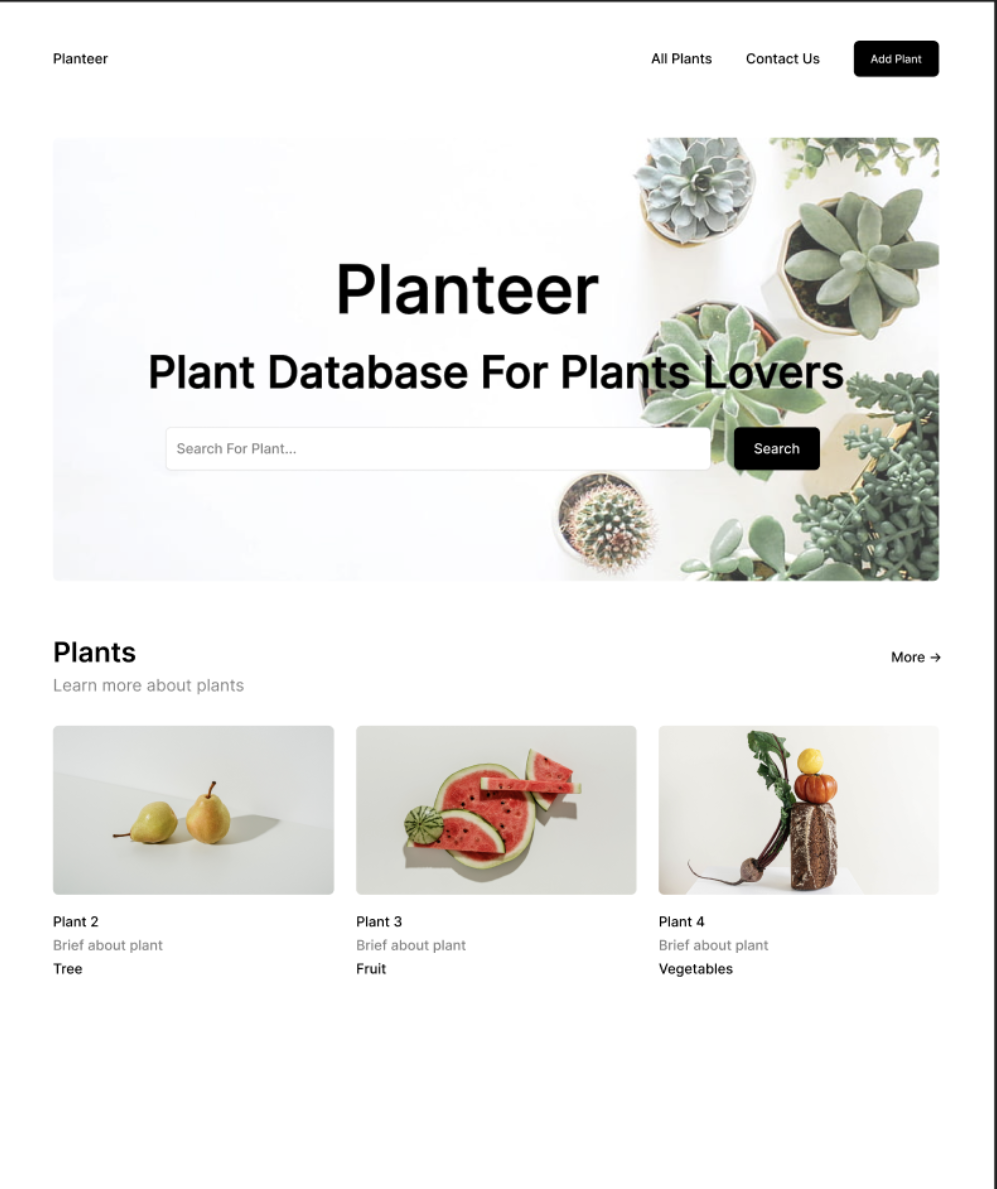 Planteer
All Plants
Contact Us
Add Plant
Planteer
Plant Database For Plants Lovers
Search For Plant...
Search
Plants
More →
Learn more about plants
Plant 2
Brief about plant
Tree
Plant 3
Brief about plant
Fruit
Plant 4
Brief about plant
Vegetables